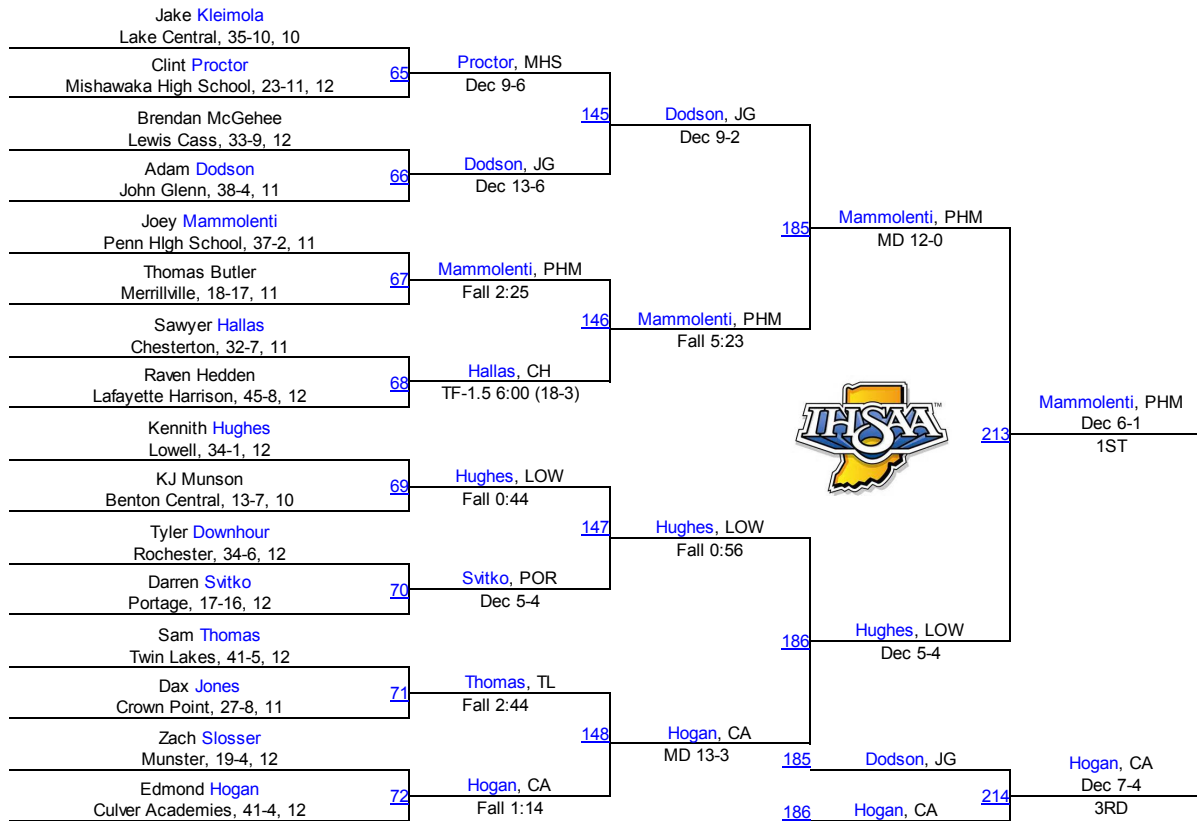 Jake Kleimola
Lake Central, 35-10, 10
Clint Proctor
Mishawaka High School, 23-11, 12
Brendan McGehee
Lewis Cass, 33-9, 12
Adam Dodson
John Glenn, 38-4, 11
Joey Mammolenti
Penn HIgh School, 37-2, 11
Thomas Butler
Merrillville, 18-17, 11
Sawyer Hallas
Chesterton, 32-7, 11
Raven Hedden
Lafayette Harrison, 45-8, 12
Kennith Hughes
Lowell, 34-1, 12
KJ Munson
Benton Central, 13-7, 10
Tyler Downhour
Rochester, 34-6, 12
Darren Svitko
Portage, 17-16, 12
Sam Thomas
Twin Lakes, 41-5, 12
Dax Jones
Crown Point, 27-8, 11
Zach Slosser
Munster, 19-4, 12
Edmond Hogan
Culver Academies, 41-4, 12
65
Proctor, MHS
Dec 9-6
66
Dodson, JG
Dec 13-6
67
Mammolenti, PHM
Fall 2:25
68
Hallas, CH
TF-1.5 6:00 (18-3)
69
Hughes, LOW
Fall 0:44
70
Svitko, POR
Dec 5-4
71
Thomas, TL
Fall 2:44
72
Hogan, CA
Fall 1:14
145
Dodson, JG
Dec 9-2
146
Mammolenti, PHM
Fall 5:23
147
Hughes, LOW
Fall 0:56
148
Hogan, CA
MD 13-3
185
Mammolenti, PHM
MD 12-0
186
Hughes, LOW
Dec 5-4
IHSAA™
213
Mammolenti, PHM
Dec 6-1
1ST
185
Dodson, JG
186
Hogan, CA
214
Hogan, CA
Dec 7-4
3RD